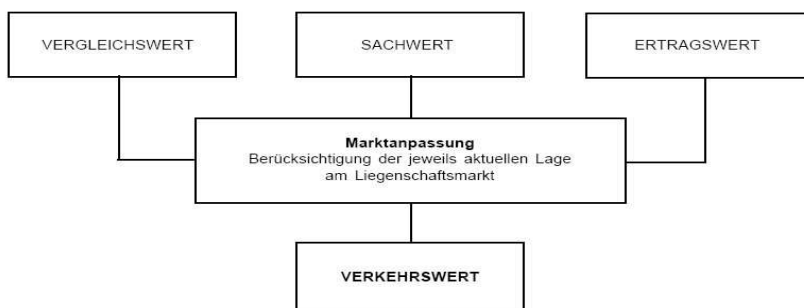 VERGLEICHSWERT
SACHWERT
ERTRAGSWERT
Marktanpassung
Berücksichtigung der jeweils aktuellen Lage
am Liegenschaftsmarkt
VERKEHRSWERT